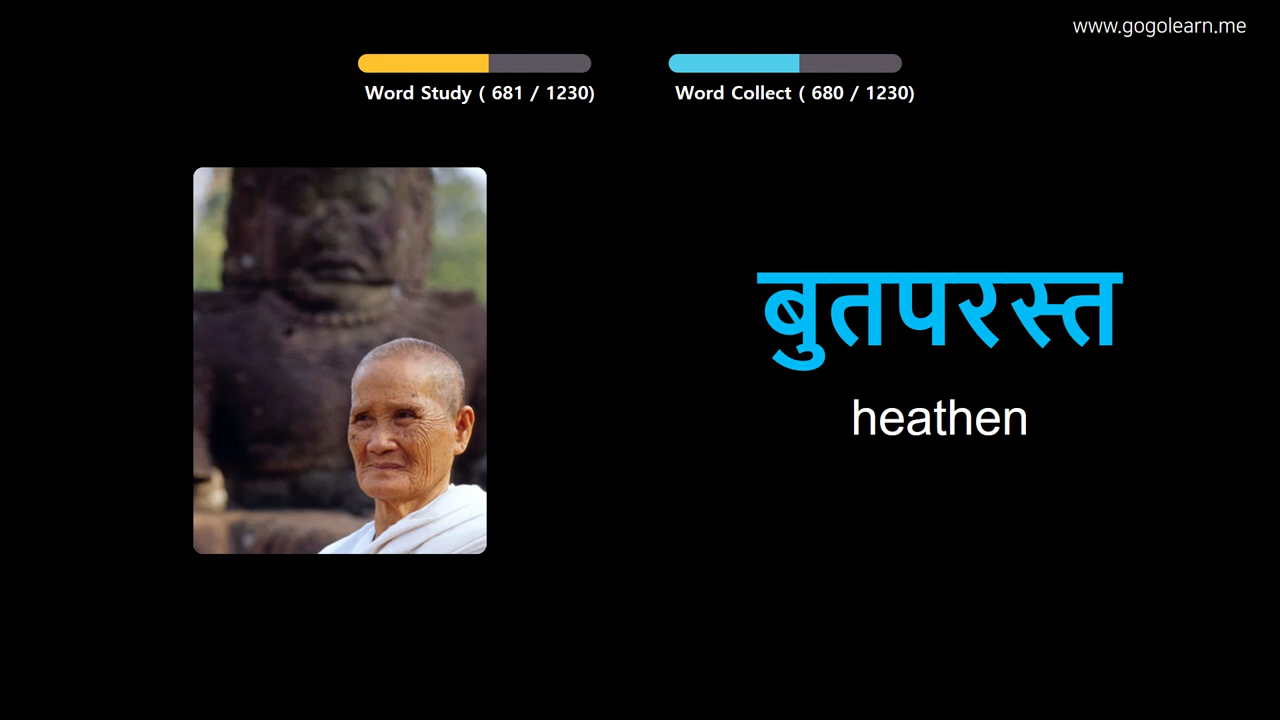 www.gogolearn.me
Word Study ( 681 / 1230)
Word Collect ( 680 / 1230)
बुतपरस्त
heathen